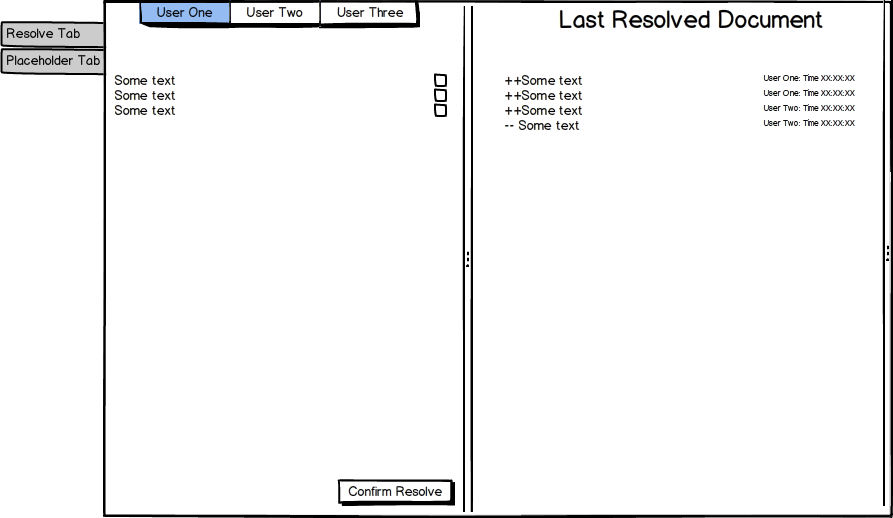 Resolve Tab
Placeholder Tab
User One User Two User Three
Some text
Some text
Some text
Confirm Resolve
Last Resolved Document
++Some text User One: Time XX:XX:XX
++Some text User One: Time XX:XX:XX
++Some text User Two: Time XX:XX:XX
-- Some text User Two: Time XX:XX:XX